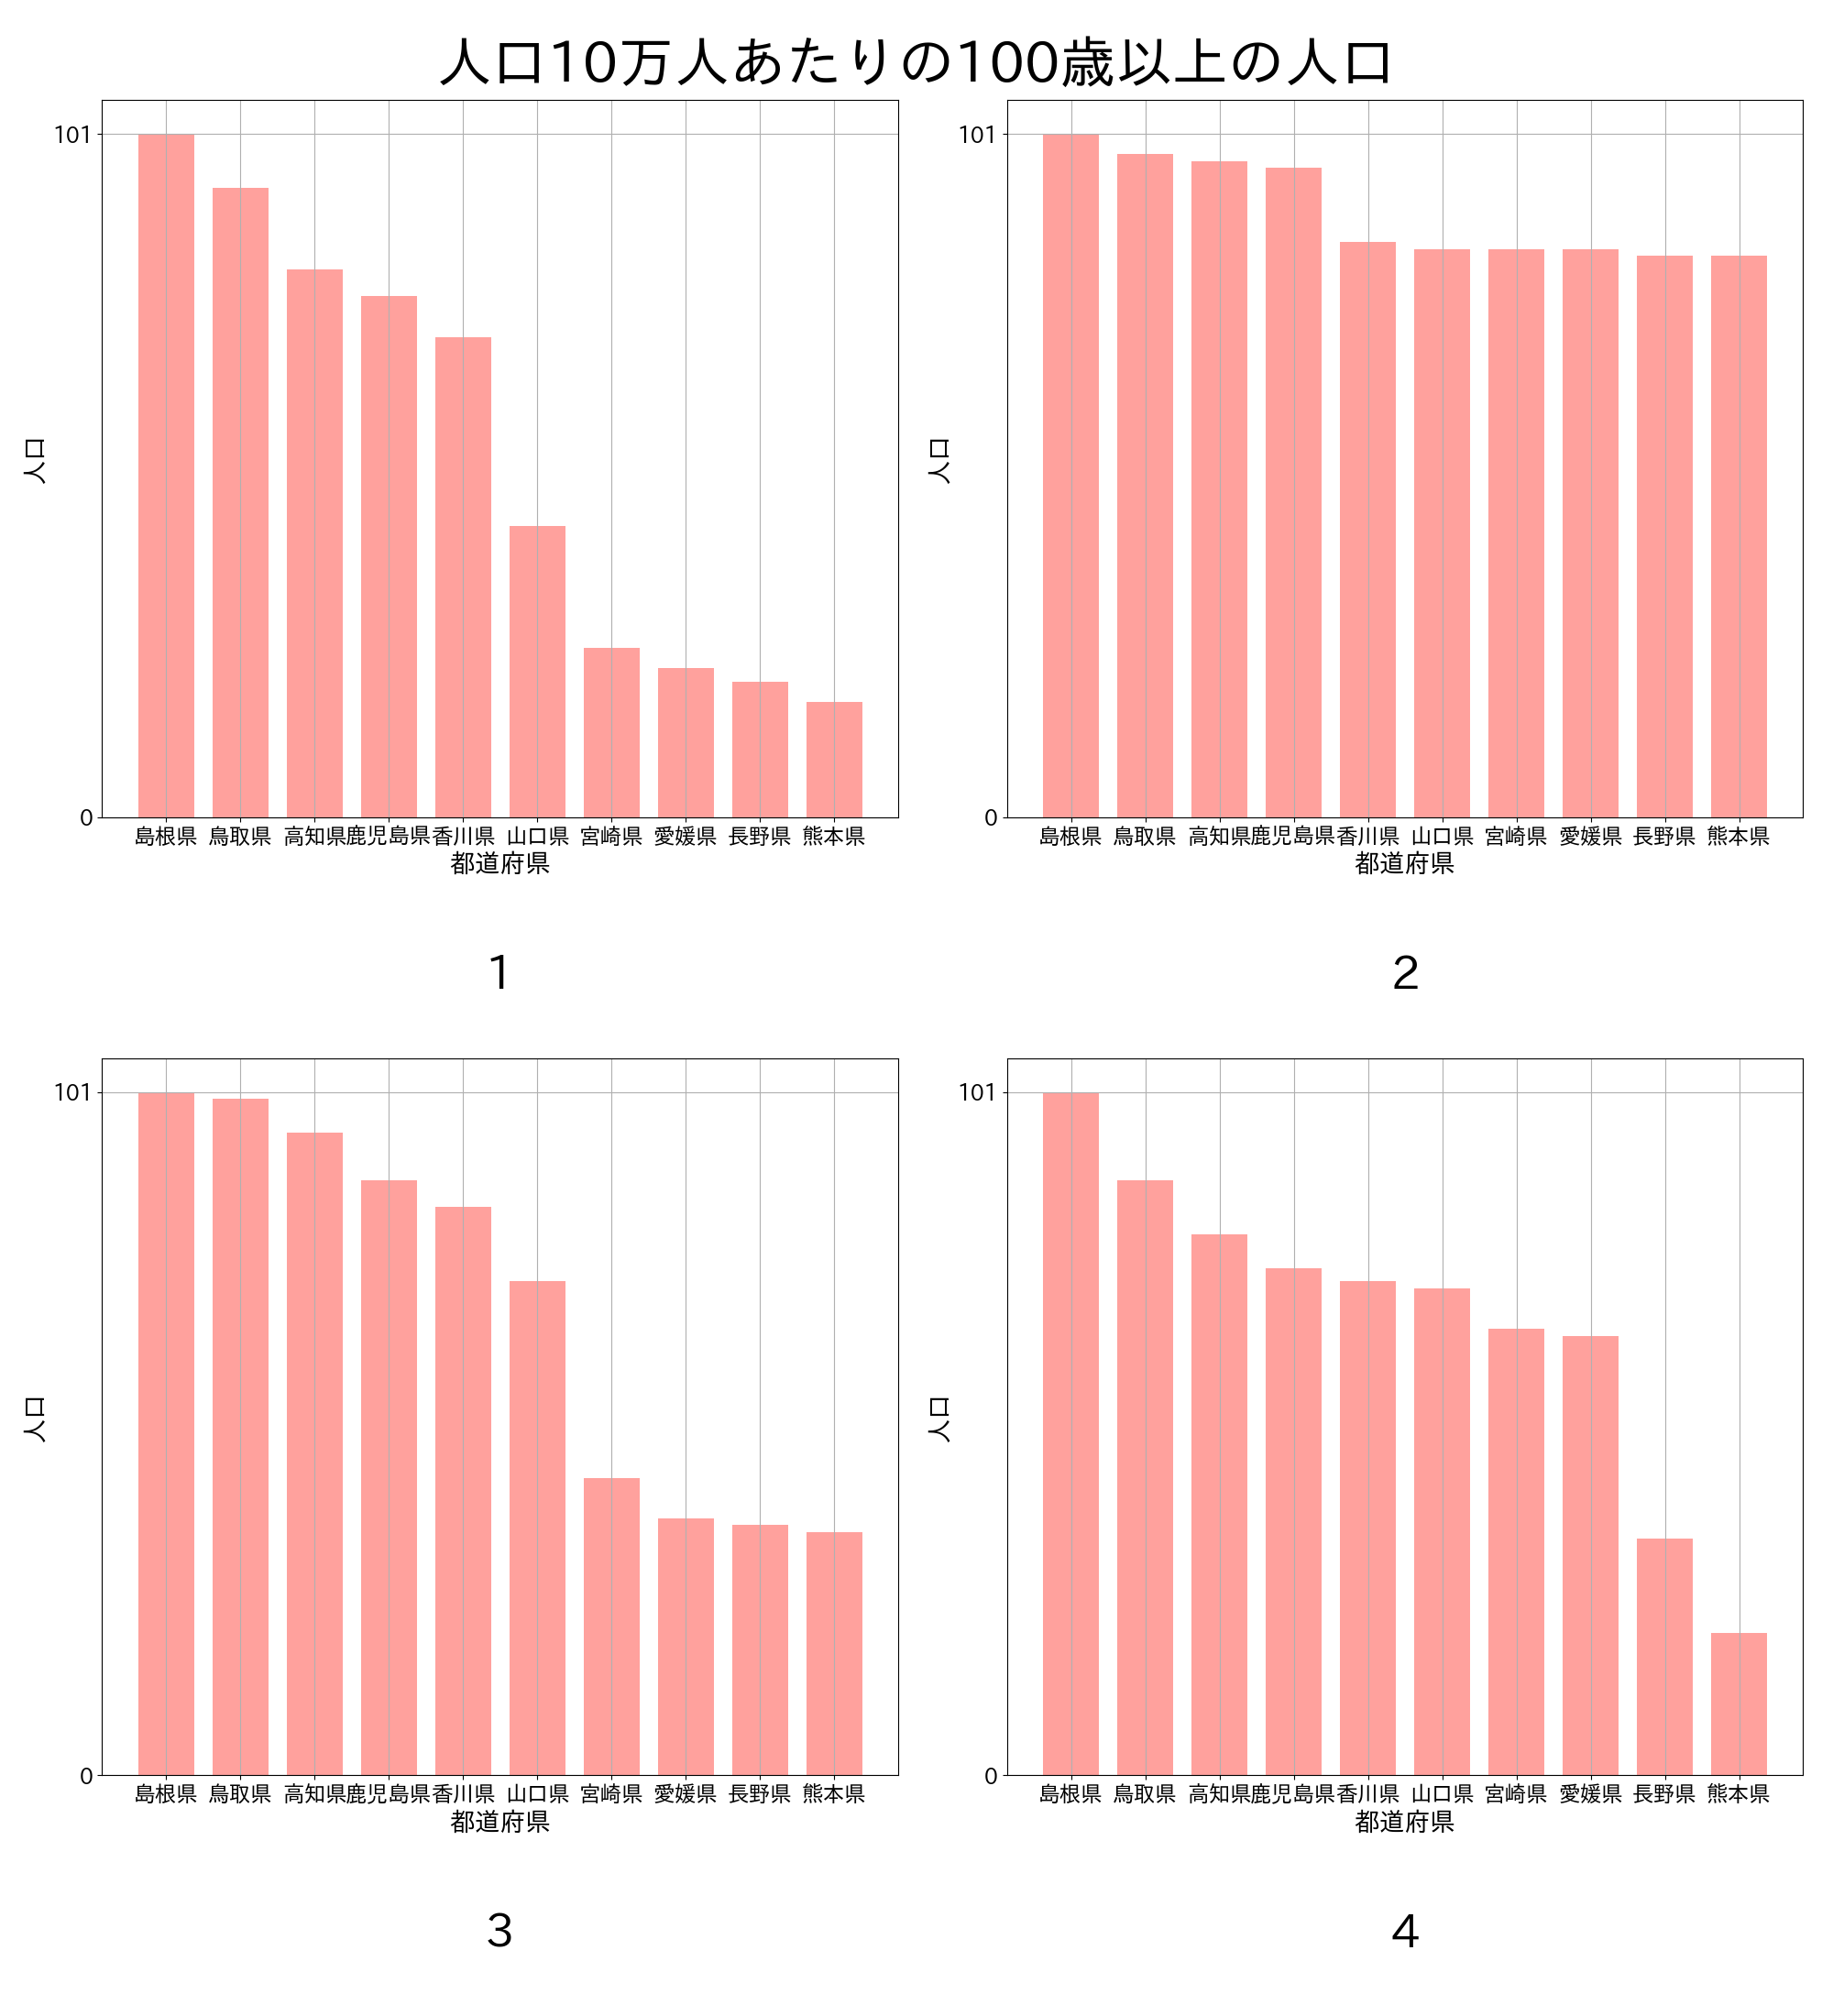 人口10万人あたりの100歳以上の人口
101
0
人口
島根県 鳥取県 高知県 鹿児島県 香川県 山口県 宮崎県 愛媛県 長野県 熊本県
都道府県
1
101
0
人口
島根県 鳥取県 高知県 鹿児島県 香川県 山口県 宮崎県 愛媛県 長野県 熊本県
都道府県
2
101
0
人口
島根県 鳥取県 高知県 鹿児島県 香川県 山口県 宮崎県 愛媛県 長野県 熊本県
都道府県
3
101
0
人口
島根県 鳥取県 高知県 鹿児島県 香川県 山口県 宮崎県 愛媛県 長野県 熊本県
都道府県
4